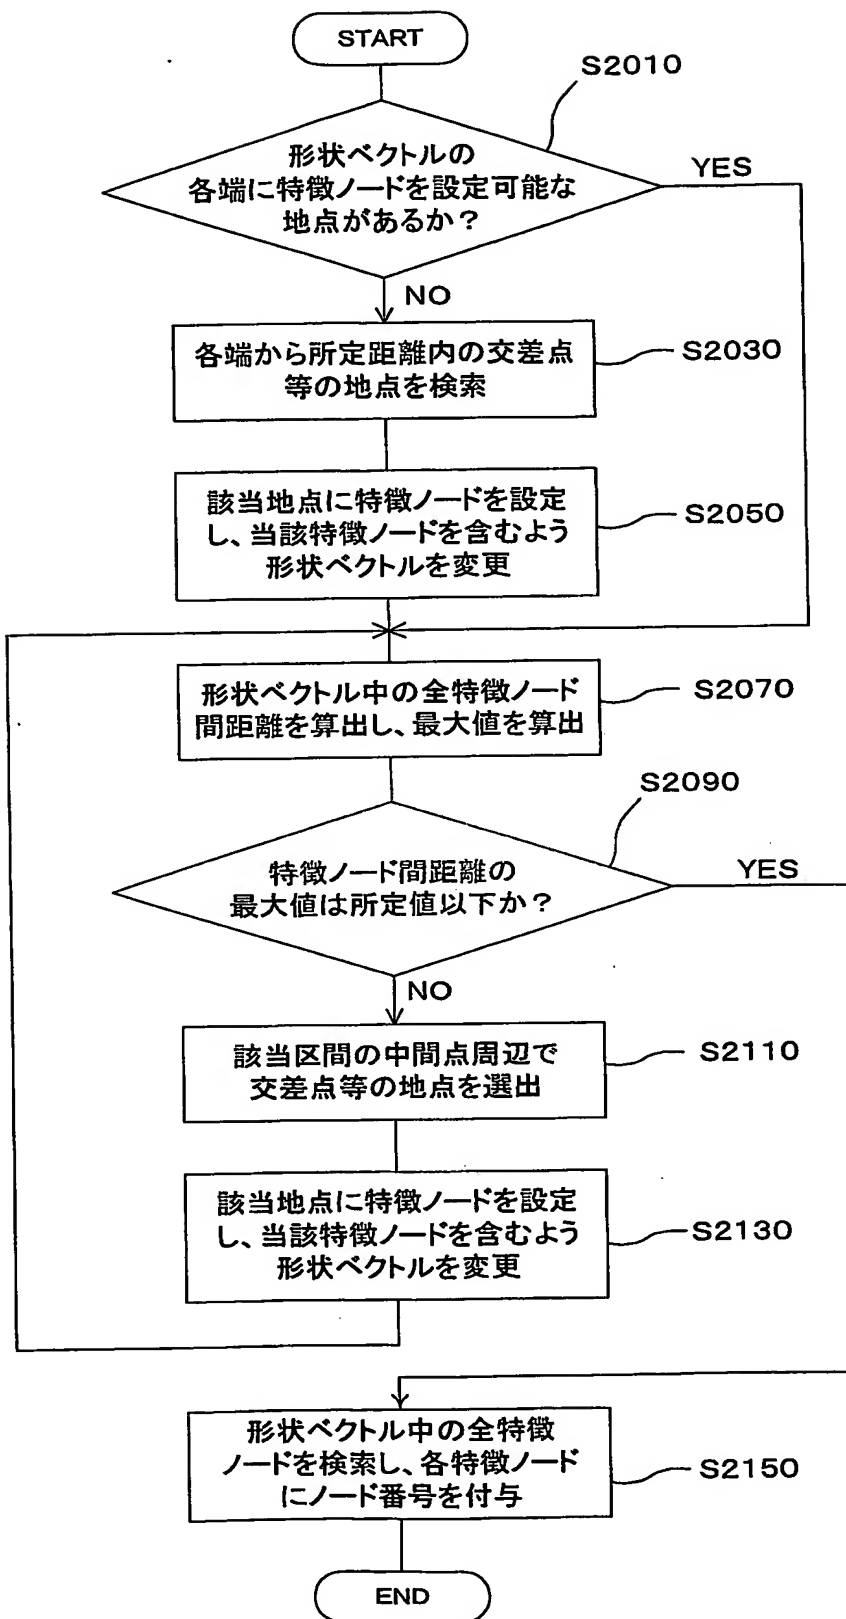 START
S2010
形状ベクトルの
各端に特徴ノードを設定可能な
地点があるか？
YES
NO
各端から所定距離内の交差点
等の地点を検索
S2030
該当地点に特徴ノードを設定
し、当該特徴ノードを含むよう
形状ベクトルを変更
S2050
形状ベクトル中の全特徴ノード
間距離を算出し、最大値を算出
S2070
S2090
特徴ノード間距離の
最大値は所定値以下か？
YES
NO
該当区間の中間点周辺で
交差点等の地点を選出
S2110
該当地点に特徴ノードを設定
し、当該特徴ノードを含むよう
形状ベクトルを変更
S2130
形状ベクトル中の全特徴
ノードを検索し、各特徴ノード
にノード番号を付与
S2150
END